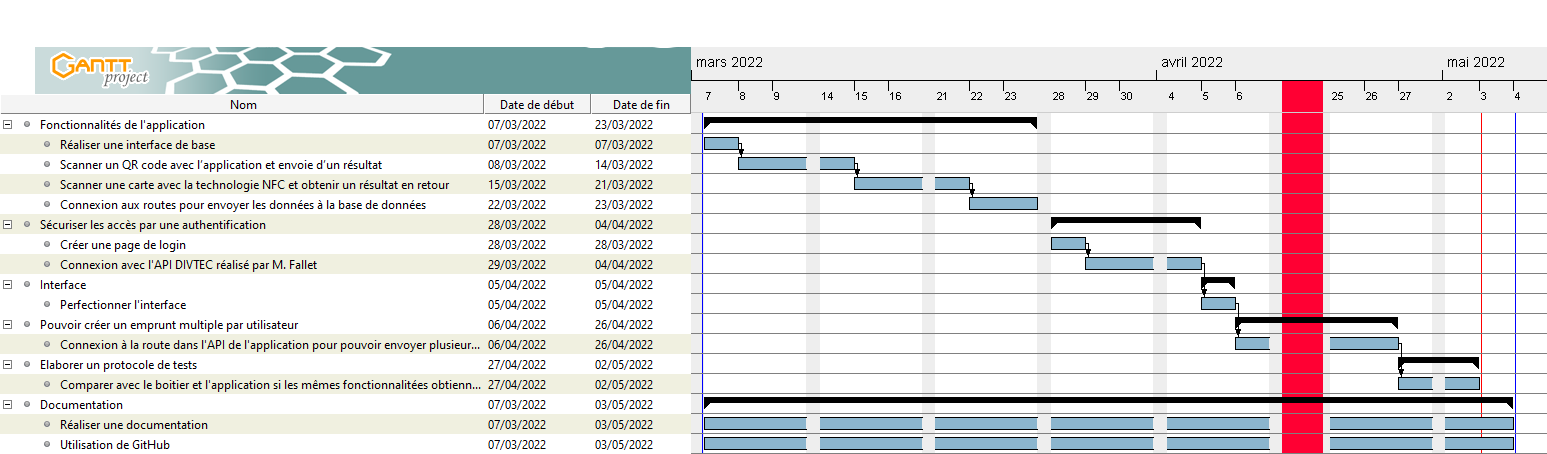 GANTT project
mars 2022 avril 2022 mai 2022
7 8 9 14 15 16 21 22 23 28 29 30 4 5 6 25 26 27 2 3 4
Nom Date de début Date de fin
Fonctionnalités de l'application 07/03/2022 23/03/2022
Réaliser une interface de base 07/03/2022 07/03/2022
Scanner un QR code avec l'application et envoie d'un résultat 08/03/2022 14/03/2022
Scanner une carte avec la technologie NFC et obtenir un résultat en retour 15/03/2022 21/03/2022
Connexion aux routes pour envoyer les données à la base de données 22/03/2022 23/03/2022
Sécuriser les accès par une authentification 28/03/2022 04/04/2022
Créer une page de login 28/03/2022 28/03/2022
Connexion avec l'API DIVTEC réalisé par M. Fallet 29/03/2022 04/04/2022
Interface 05/04/2022 05/04/2022
Perfectionner l'interface 05/04/2022 05/04/2022
Pouvoir créer un emprunt multiple par utilisateur 06/04/2022 26/04/2022
Connexion à la route dans l'API de l'application pour pouvoir envoyer plusieur... 06/04/2022 26/04/2022
Elaborer un protocole de tests 27/04/2022 02/05/2022
Comparer avec le boitier et l'application si les mêmes fonctionnalitées obtienn... 27/04/2022 02/05/2022
Documentation 07/03/2022 03/05/2022
Réaliser une documentation 07/03/2022 03/05/2022
Utilisation de GitHub 07/03/2022 03/05/2022